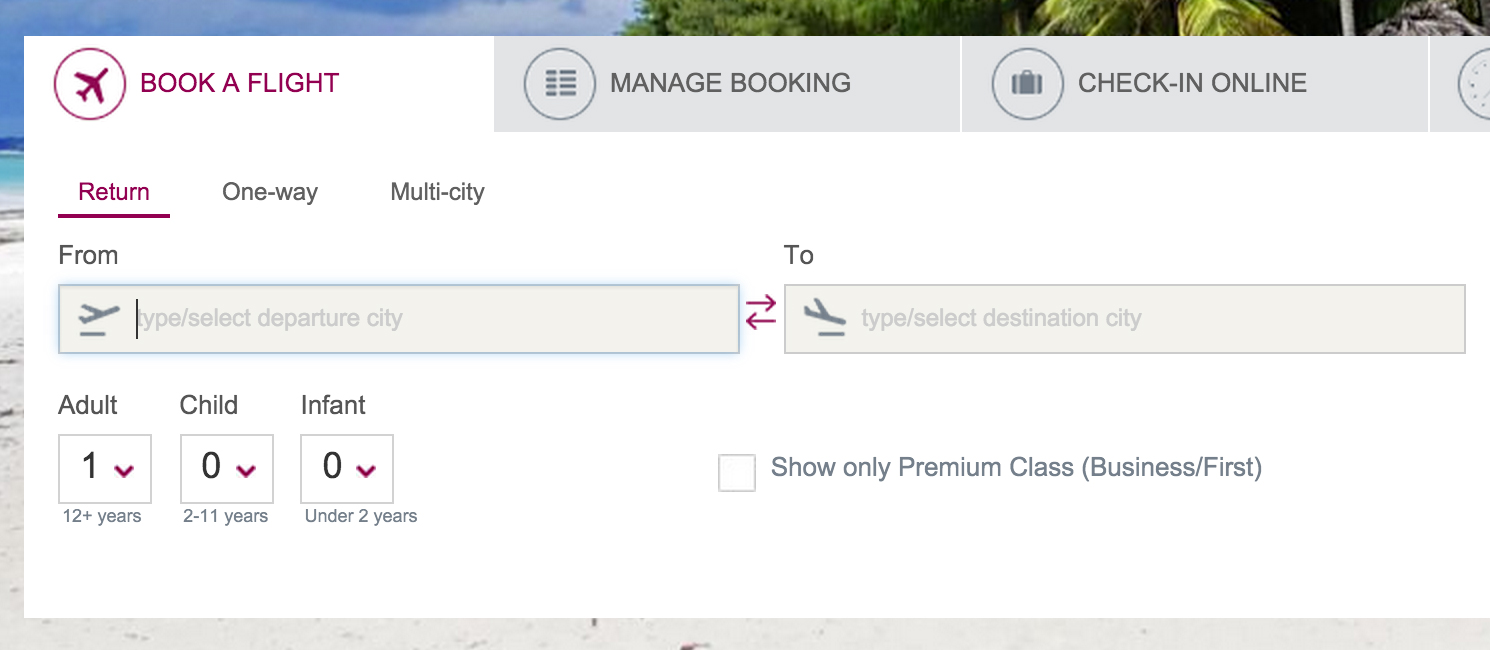 BOOK A FLIGHT MANAGE BOOKING CHECK-IN ONLINE
Return One-way Multi-city
From To
type/select departure city type/select destination city
Adult Child Infant
1 0 0
Show only Premium Class (Business/First)
12+ years 2-11 years Under 2 years